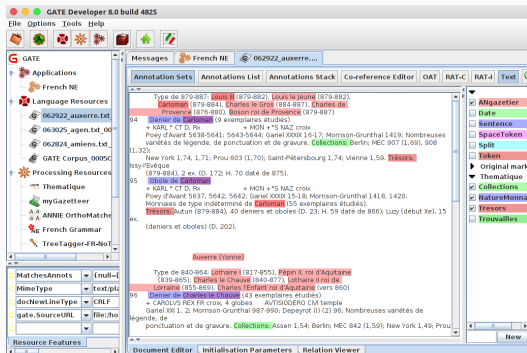 GATE Developer 8.0 build 4825
File Options Tools Help
GATE
Applications
French NE
Language Resources
062922_auxerre.txt
063025_agen.txt_00
062824_amiens.txt_
GATE Corpus_0005C
Processing Resources
Thematique
myGazetteer
ANNIE OrthoMatche
French Grammar
TreeTagger-FR-NoT
MatchesAnnots {null=[
MimeType text/pla
docNewLineType CRLF
gate.SourceURL file:/ho
Resource Features
Messages French NE 062922_auxerre....
Annotation Sets Annotations List Annotations Stack Co-reference Editor OAT RAT-C RAT-I Text
Type de 879-887: Louis III (879-882), Louis le Jeune (879-882),
Carloman (879-884), Charles le Gros (884-887), Charles de
Provence (876-880), Boson roi de Provence (879-887)
94 Denier de Carloman (9 exemplaires étudiés)
+ KARL° CT D, Rx + MON +°S NAZ croix
Poey d'Avant 5638-5641; 5643-5644; Gariel XXXIX 16-17; Morrison-Grunthal 1419; Nombreuses
variétés de légende, de ponctuation et de gravure. Collections: Berlin; MEC 907 (1,69), 908
(1,32);
New York 1,74, 1,71; Prou 603 (1,70); Saint-Pétersbourg 1,74; Vienne 1,59. Trésors:
Issy-l'Evêque
(879-884), 2 ex. (D. 172; H. 70 daté de 875).
95 Obole de Carloman
+ KARL ° CT D, Rx + MON +°S NAZ croix
Poey d'Avant 5637, 5642, 5642; Gariel XXIX 15-18; Morrison-Grunthal 1418, 1420.
Monnaies de type indéterminé de Carloman (55 exemplaires étudiés).
Trésors: Autun (879-884), 40 deniers et oboles (D. 23; H. 59 daté de 866); Luzy (début Xe), 15
ex.
(deniers et oboles) (D. 202).
Auxerre (Yonne)
Type de 840-864: Lothaire I (817-855), Pépin II, roi d'Aquitaine
(839-865), Charles le Chauve (840-877), Lothaire II roi de
Lorraine (855-869), Charles l'Enfant roi d'Aquitaine (vers 860)
96 Denier de Charles le Chauve (43 exemplaires étudiés)
+ CAROLVS REX FR croix, 4 globes AVTISIODERO CIVI temple
Gariel XIII 1, 2; Morrison-Grunthal 987-990; Depeyrot (I) (2) 96; Nombreuses variétés de
légende, de
ponctuation et de gravure. Collections: Assen 1,54; Berlin; MEC 842 (1,59); New York 1,49; Prou
ANgazetier
Date
Sentence
SpaceToken
Split
Token
Original mark
Thematique
Collections
NatureMonna
Tresors
Trouvailles
New
Document Editor Initialisation Parameters Relation Viewer